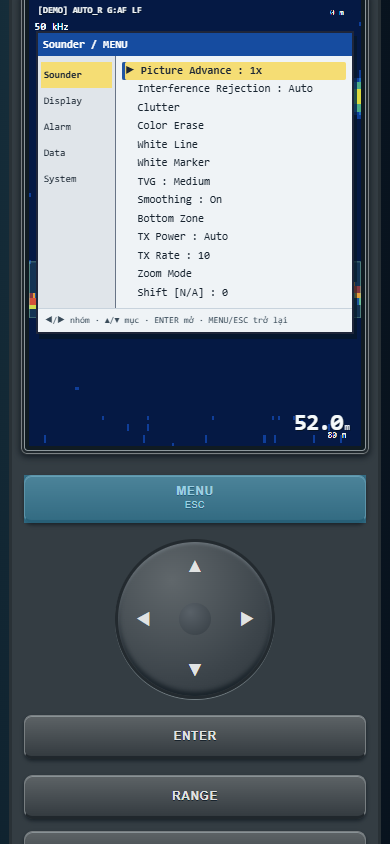 [DEMO] AUTO_R G:AF LF
0 m
50 kHz
Sounder / MENU
Sounder
Display
Alarm
Data
System
▶ Picture Advance : 1x
Interference Rejection : Auto
Clutter
Color Erase
White Line
White Marker
TVG : Medium
Smoothing : On
Bottom Zone
TX Power : Auto
TX Rate : 10
Zoom Mode
Shift [N/A] : 0
◀/▶ nhóm · ▲/▼ mục · ENTER mở · MENU/ESC trở lại
52.0m
80 m
MENU
ESC
▲
◀ ▶
▼
ENTER
RANGE